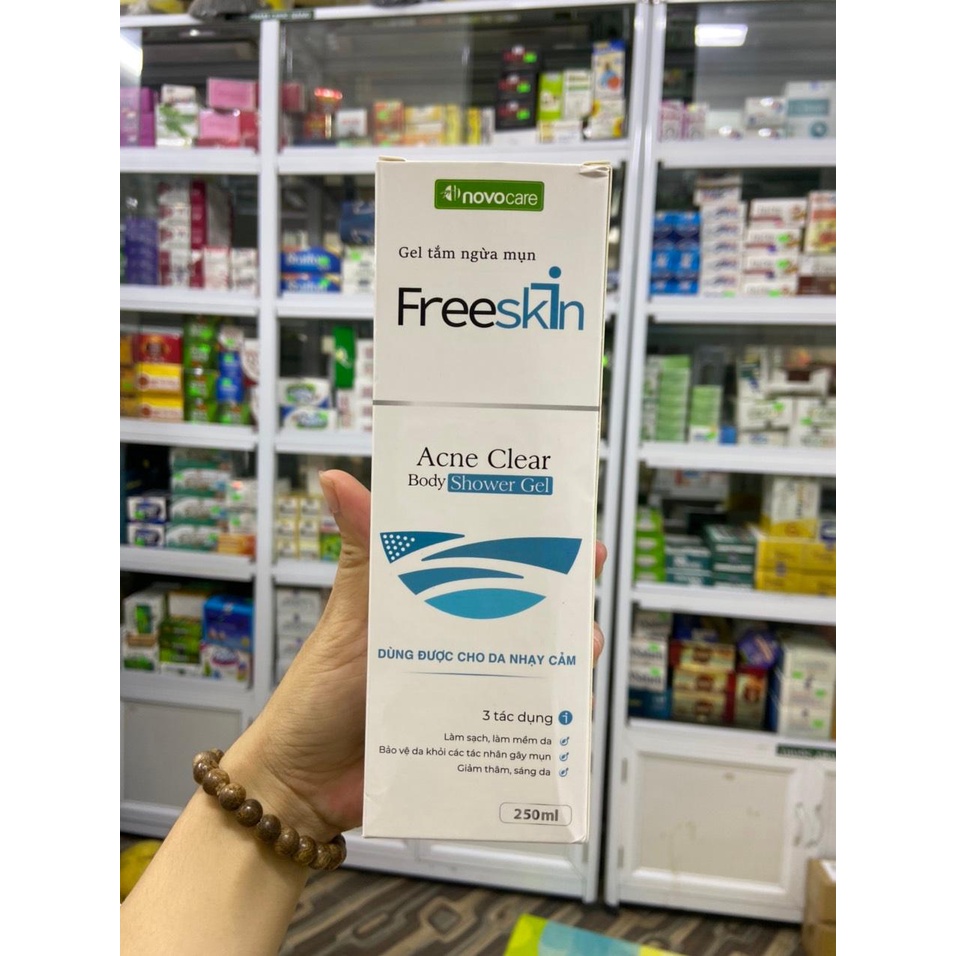 novocare
Gel tắm ngừa mụn
Freeskin
Acne Clear
Body Shower Gel
DÙNG ĐƯỢC CHO DA NHẠY CẢM
3 tác dụng
Làm sạch, làm mềm da
Bảo vệ da khỏi các tác nhân gây mụn
Giảm thâm, sáng da
250ml